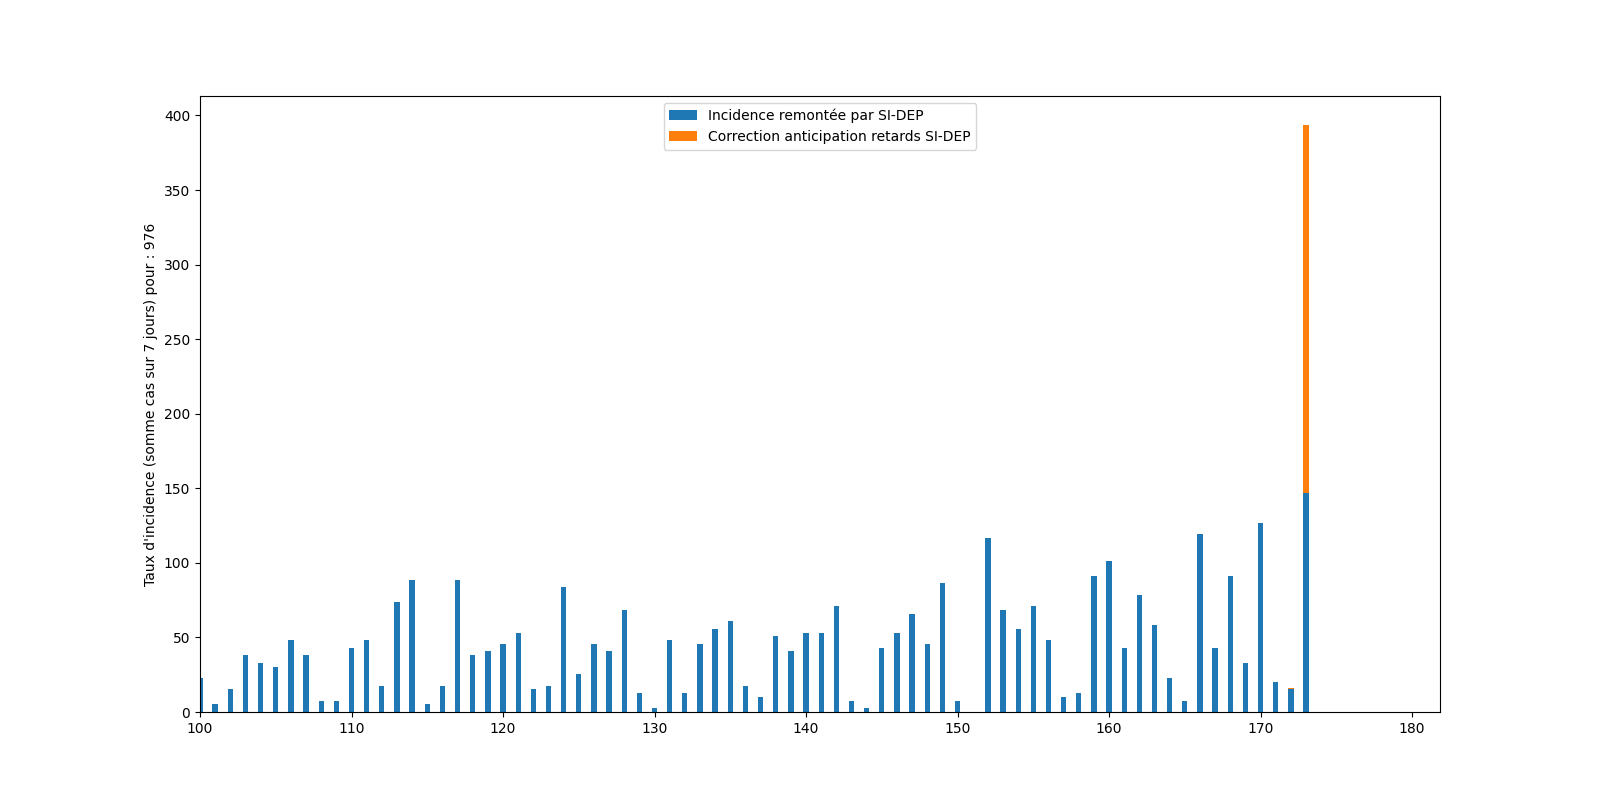 Incidence remontée par SI-DEP
Correction anticipation retards SI-DEP
Taux d'incidence (somme cas sur 7 jours) pour : 976
400
350
300
250
200
150
100
50
0
100 110 120 130 140 150 160 170 180